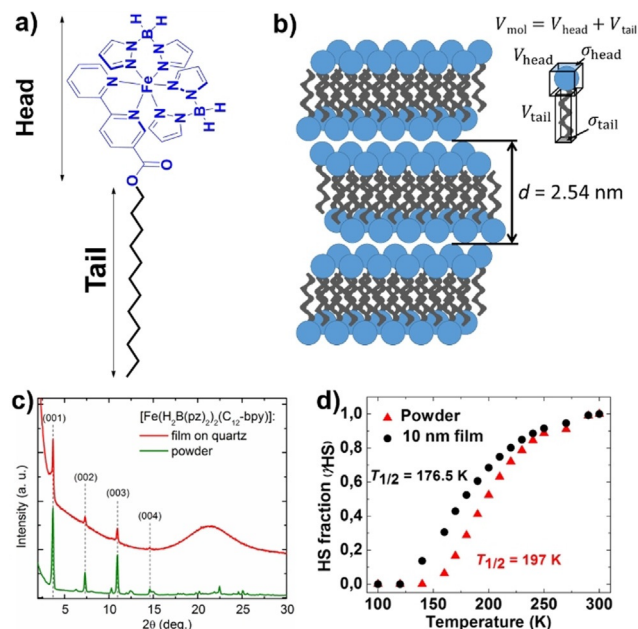 a)
Head
Tail
H
H
B
N
N
N
N
N
Fe
N
N
N
N
N
B
H
H
O
O
b)
V_mol = V_head + V_tail
V_head
σ_head
V_tail
σ_tail
d = 2.54 nm
c)
[Fe(H₂B(pz)₂)₂(C₁₂-bpy)]:
film on quartz
powder
(001)
(002)
(003)
(004)
Intensity (a. u.)
5 10 15 20 25 30
2θ (deg.)
d)
Powder
10 nm film
T1/2 = 176.5 K
T1/2 = 197 K
HS fraction (γHS)
1,0
0,8
0,6
0,4
0,2
0,0
100 150 200 250 300
Temperature (K)